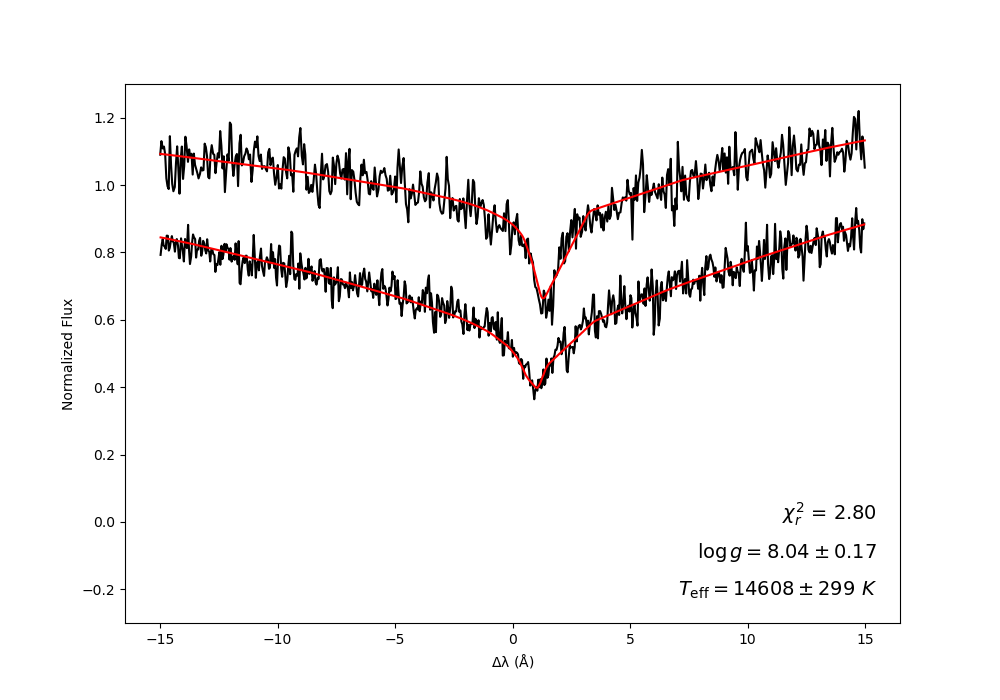 1.2
1.0
0.8
0.6
0.4
0.2
0.0
−0.2
Normalized Flux
χ²ᵣ = 2.80
log g = 8.04 ± 0.17
T_eff = 14608 ± 299 K
−15 −10 −5 0 5 10 15
Δλ (Å)